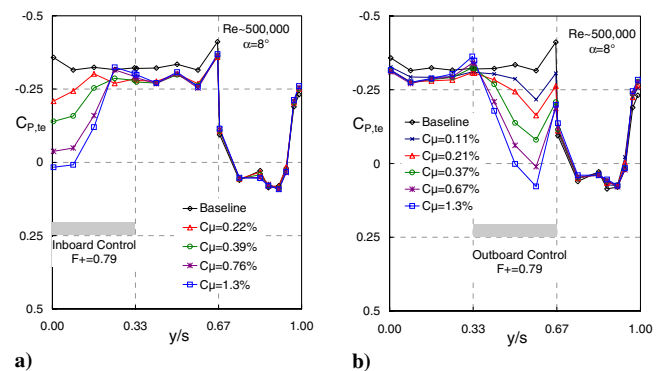 -0.5
-0.25
0
0.25
0.5
C_P,te
Re~500,000
α=8°
Baseline
Cμ=0.22%
Cμ=0.39%
Cμ=0.76%
Cμ=1.3%
Inboard Control
F+=0.79
0.00
0.33
0.67
1.00
y/s
a)
-0.5
-0.25
0
0.25
0.5
C_P,te
Re~500,000
α=8°
Baseline
Cμ=0.11%
Cμ=0.21%
Cμ=0.37%
Cμ=0.67%
Cμ=1.3%
Outboard Control
F+=0.79
0.00
0.33
0.67
1.00
y/s
b)